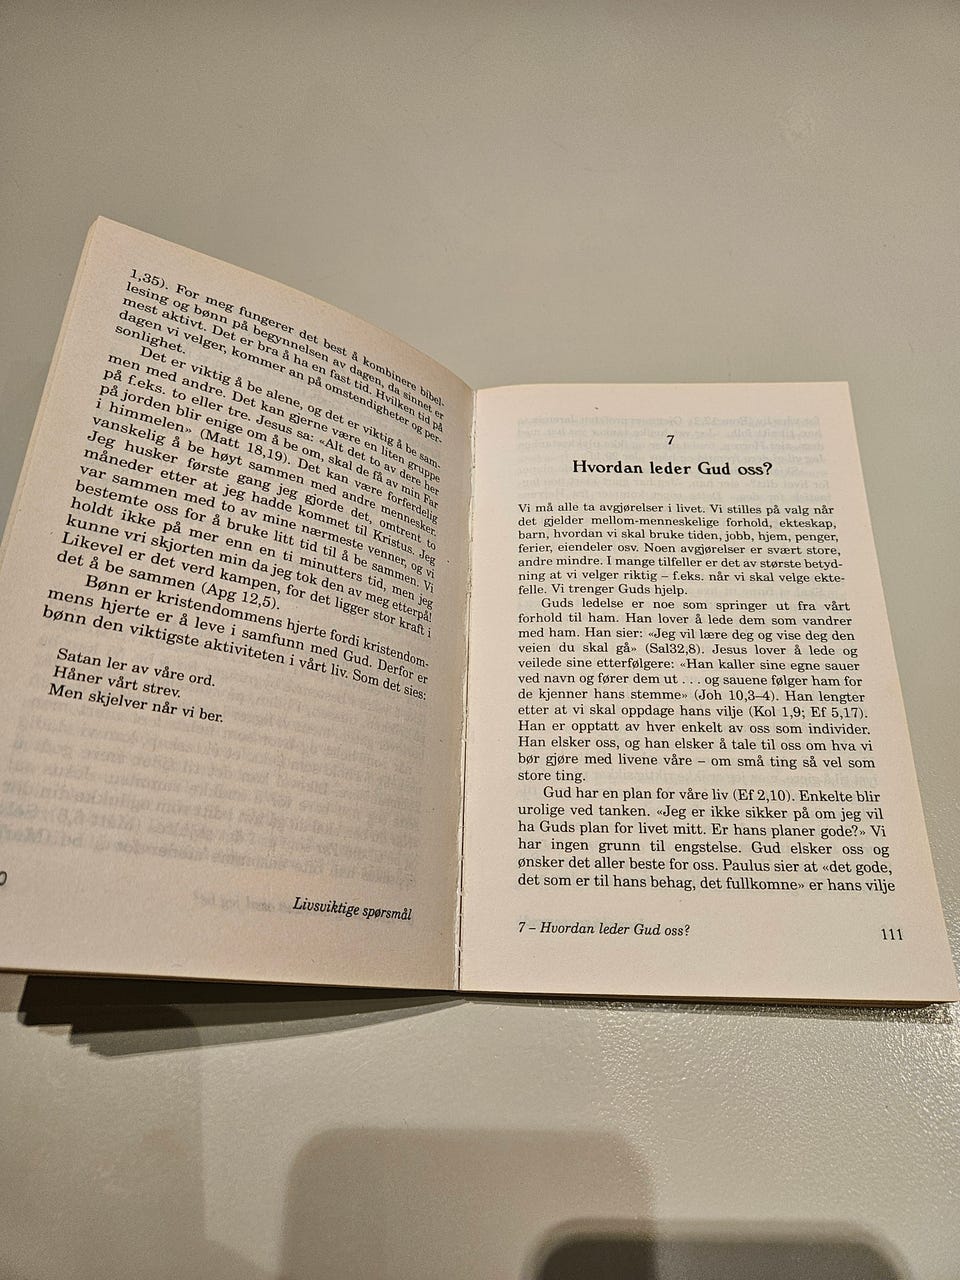 1,35). For meg fungerer det best å kombinere bibel-
lesing og bønn på begynnelsen av dagen, da sinnet er
mest aktivt. Det er bra å ha en fast tid. Hvilken tid på
dagen vi velger, kommer an på omstendigheter og per-
sonlighet.
Det er viktig å be alene, og det er viktig å be sam-
men med andre. Det kan gjerne være en liten gruppe
på f.eks. to eller tre. Jesus sa: «Alt det to av dere her
på jorden blir enige om å be om, skal de få av min Far
i himmelen» (Matt 18,19). Det kan være forferdelig
vanskelig å be høyt sammen med andre mennesker.
Jeg husker første gang jeg gjorde det, omtrent to
måneder etter at jeg hadde kommet til Kristus. Jeg
var sammen med to av mine nærmeste venner, og vi
bestemte oss for å bruke litt tid til å be sammen. Vi
holdt ikke på mer enn en ti minutters tid, men jeg
kunne vri skjorten min da jeg tok den av meg etterpå!
Likevel er det verd kampen, for det ligger stor kraft i
det å be sammen (Apg 12,5).
Bønn er kristendommens hjerte fordi kristendom-
mens hjerte er å leve i samfunn med Gud. Derfor er
bønn den viktigste aktiviteten i vårt liv. Som det sies:
Satan ler av våre ord.
Håner vårt strev.
Men skjelver når vi ber.
0
Livsviktige spørsmål
7
Hvordan leder Gud oss?
Vi må alle ta avgjørelser i livet. Vi stilles på valg når
det gjelder mellom-menneskelige forhold, ekteskap,
barn, hvordan vi skal bruke tiden, jobb, hjem, penger,
ferier, eiendeler osv. Noen avgjørelser er svært store,
andre mindre. I mange tilfeller er det av største betyd-
ning at vi velger riktig – f.eks. når vi skal velge ekte-
felle. Vi trenger Guds hjelp.
Guds ledelse er noe som springer ut fra vårt
forhold til ham. Han lover å lede dem som vandrer
med ham. Han sier: «Jeg vil lære deg og vise deg den
veien du skal gå» (Sal32,8). Jesus lover å lede og
veilede sine etterfølgere: «Han kaller sine egne sauer
ved navn og fører dem ut . . . og sauene følger ham for
de kjenner hans stemme» (Joh 10,3–4). Han lengter
etter at vi skal oppdage hans vilje (Kol 1,9; Ef 5,17).
Han er opptatt av hver enkelt av oss som individer.
Han elsker oss, og han elsker å tale til oss om hva vi
bør gjøre med livene våre – om små ting så vel som
store ting.
Gud har en plan for våre liv (Ef 2,10). Enkelte blir
urolige ved tanken. «Jeg er ikke sikker på om jeg vil
ha Guds plan for livet mitt. Er hans planer gode?» Vi
har ingen grunn til engstelse. Gud elsker oss og
ønsker det aller beste for oss. Paulus sier at «det gode,
det som er til hans behag, det fullkomne» er hans vilje
7 – Hvordan leder Gud oss?
111